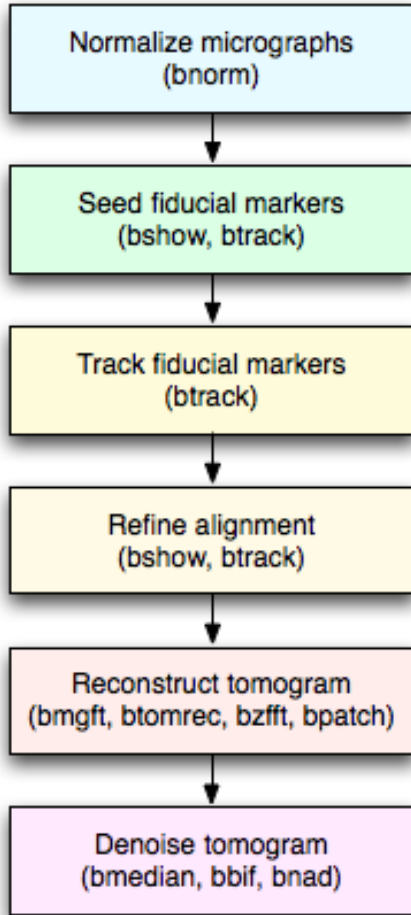 Normalize micrographs
(bnorm)
Seed fiducial markers
(bshow, btrack)
Track fiducial markers
(btrack)
Refine alignment
(bshow, btrack)
Reconstruct tomogram
(bmgft, btomrec, bzfft, bpatch)
Denoise tomogram
(bmedian, bbif, bnad)